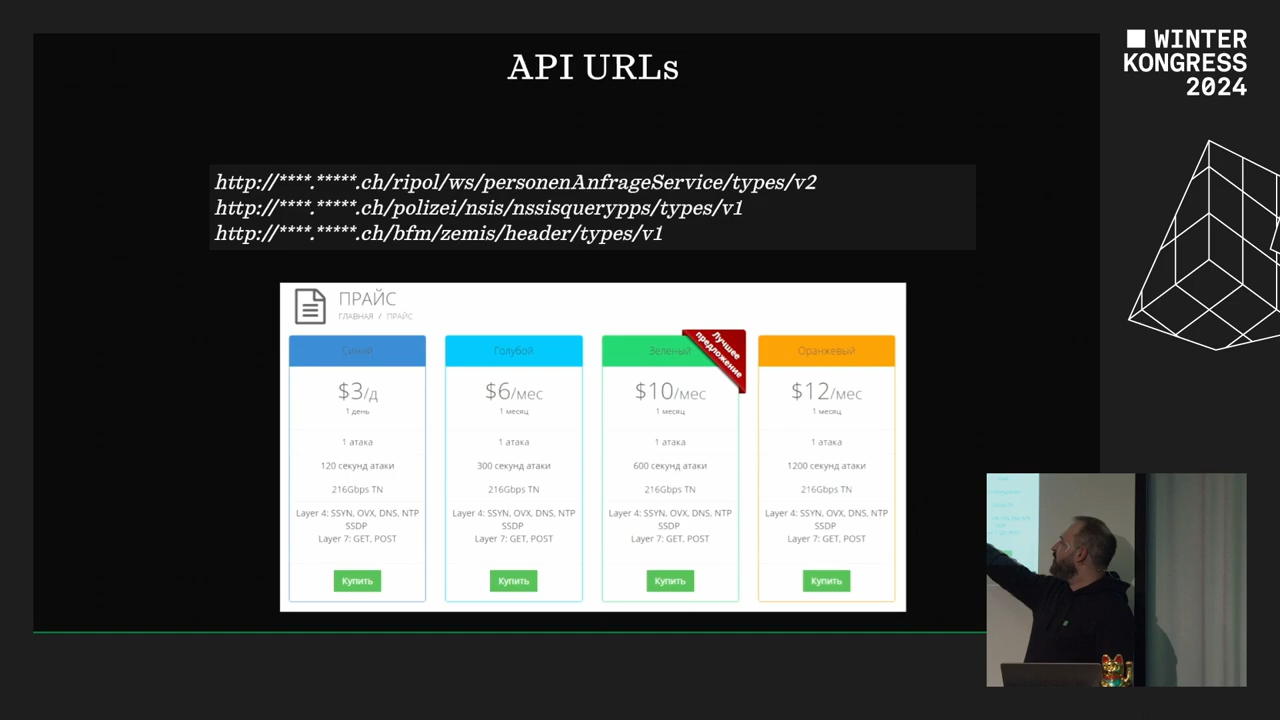 API URLs
WINTER
KONGRESS
2024
http://****.*****.ch/ripol/ws/personenAnfrageService/types/v2
http://****.*****.ch/polizei/nsis/nssisquerypps/types/v1
http://****.*****.ch/bfm/zemis/header/types/v1
ПРАЙС
ГЛАВНАЯ / ПРАЙС
Синий
$3/д
1 день
1 атака
120 секунд атаки
216Gbps TN
Layer 4: SSYN, OVX, DNS, NTP
SSDP
Layer 7: GET, POST
Купить
Голубой
$6/мес
1 месяц
1 атака
300 секунд атаки
216Gbps TN
Layer 4: SSYN, OVX, DNS, NTP
SSDP
Layer 7: GET, POST
Купить
Зеленый
Лучшее
предложение
$10/мес
1 месяц
1 атака
600 секунд атаки
216Gbps TN
Layer 4: SSYN, OVX, DNS, NTP
SSDP
Layer 7: GET, POST
Купить
Оранжевый
$12/мес
1 месяц
1 атака
1200 секунд атаки
216Gbps TN
Layer 4: SSYN, OVX, DNS, NTP
SSDP
Layer 7: GET, POST
Купить